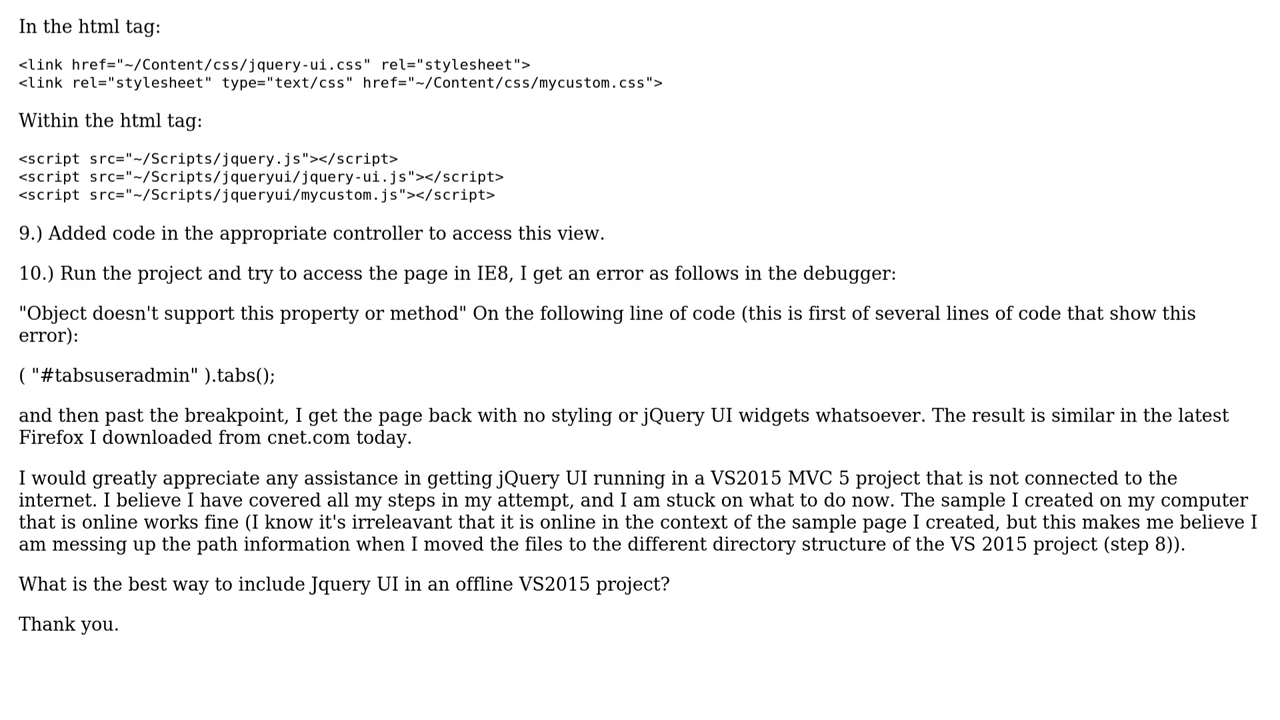 In the html tag:
<link href="~/Content/css/jquery-ui.css" rel="stylesheet">
<link rel="stylesheet" type="text/css" href="~/Content/css/mycustom.css">
Within the html tag:
<script src="~/Scripts/jquery.js"></script>
<script src="~/Scripts/jqueryui/jquery-ui.js"></script>
<script src="~/Scripts/jqueryui/mycustom.js"></script>
9.) Added code in the appropriate controller to access this view.
10.) Run the project and try to access the page in IE8, I get an error as follows in the debugger:
"Object doesn't support this property or method" On the following line of code (this is first of several lines of code that show this
error):
( "#tabsuseradmin" ).tabs();
and then past the breakpoint, I get the page back with no styling or jQuery UI widgets whatsoever. The result is similar in the latest
Firefox I downloaded from cnet.com today.
I would greatly appreciate any assistance in getting jQuery UI running in a VS2015 MVC 5 project that is not connected to the
internet. I believe I have covered all my steps in my attempt, and I am stuck on what to do now. The sample I created on my computer
that is online works fine (I know it's irreleavant that it is online in the context of the sample page I created, but this makes me believe I
am messing up the path information when I moved the files to the different directory structure of the VS 2015 project (step 8)).
What is the best way to include Jquery UI in an offline VS2015 project?
Thank you.